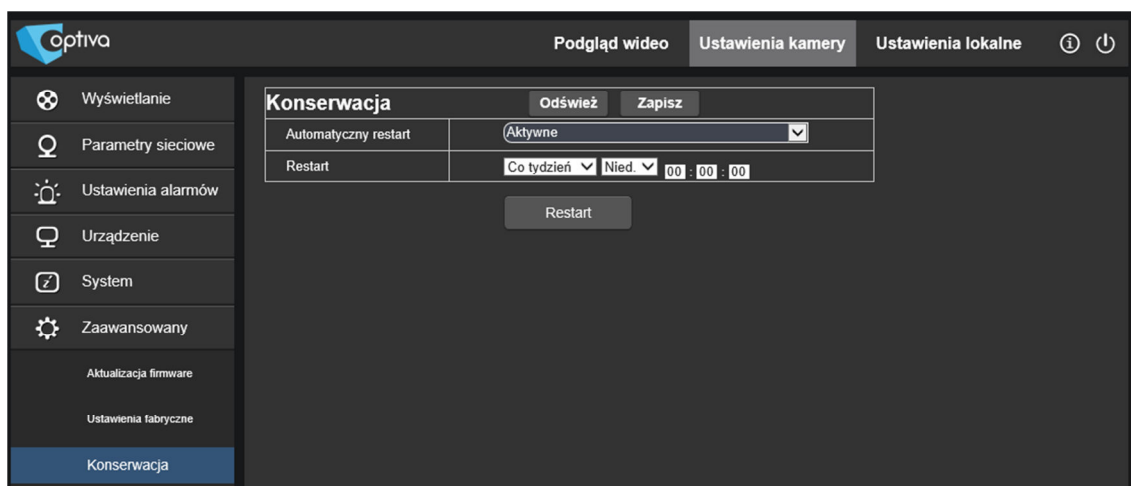 optiva
Podgląd wideo Ustawienia kamery Ustawienia lokalne
Wyświetlanie
Parametry sieciowe
Ustawienia alarmów
Urządzenie
System
Zaawansowany
Aktualizacja firmware
Ustawienia fabryczne
Konserwacja
Konserwacja Odśwież Zapisz
Automatyczny restart Aktywne
Restart Co tydzień Nied. 00 : 00 : 00
Restart